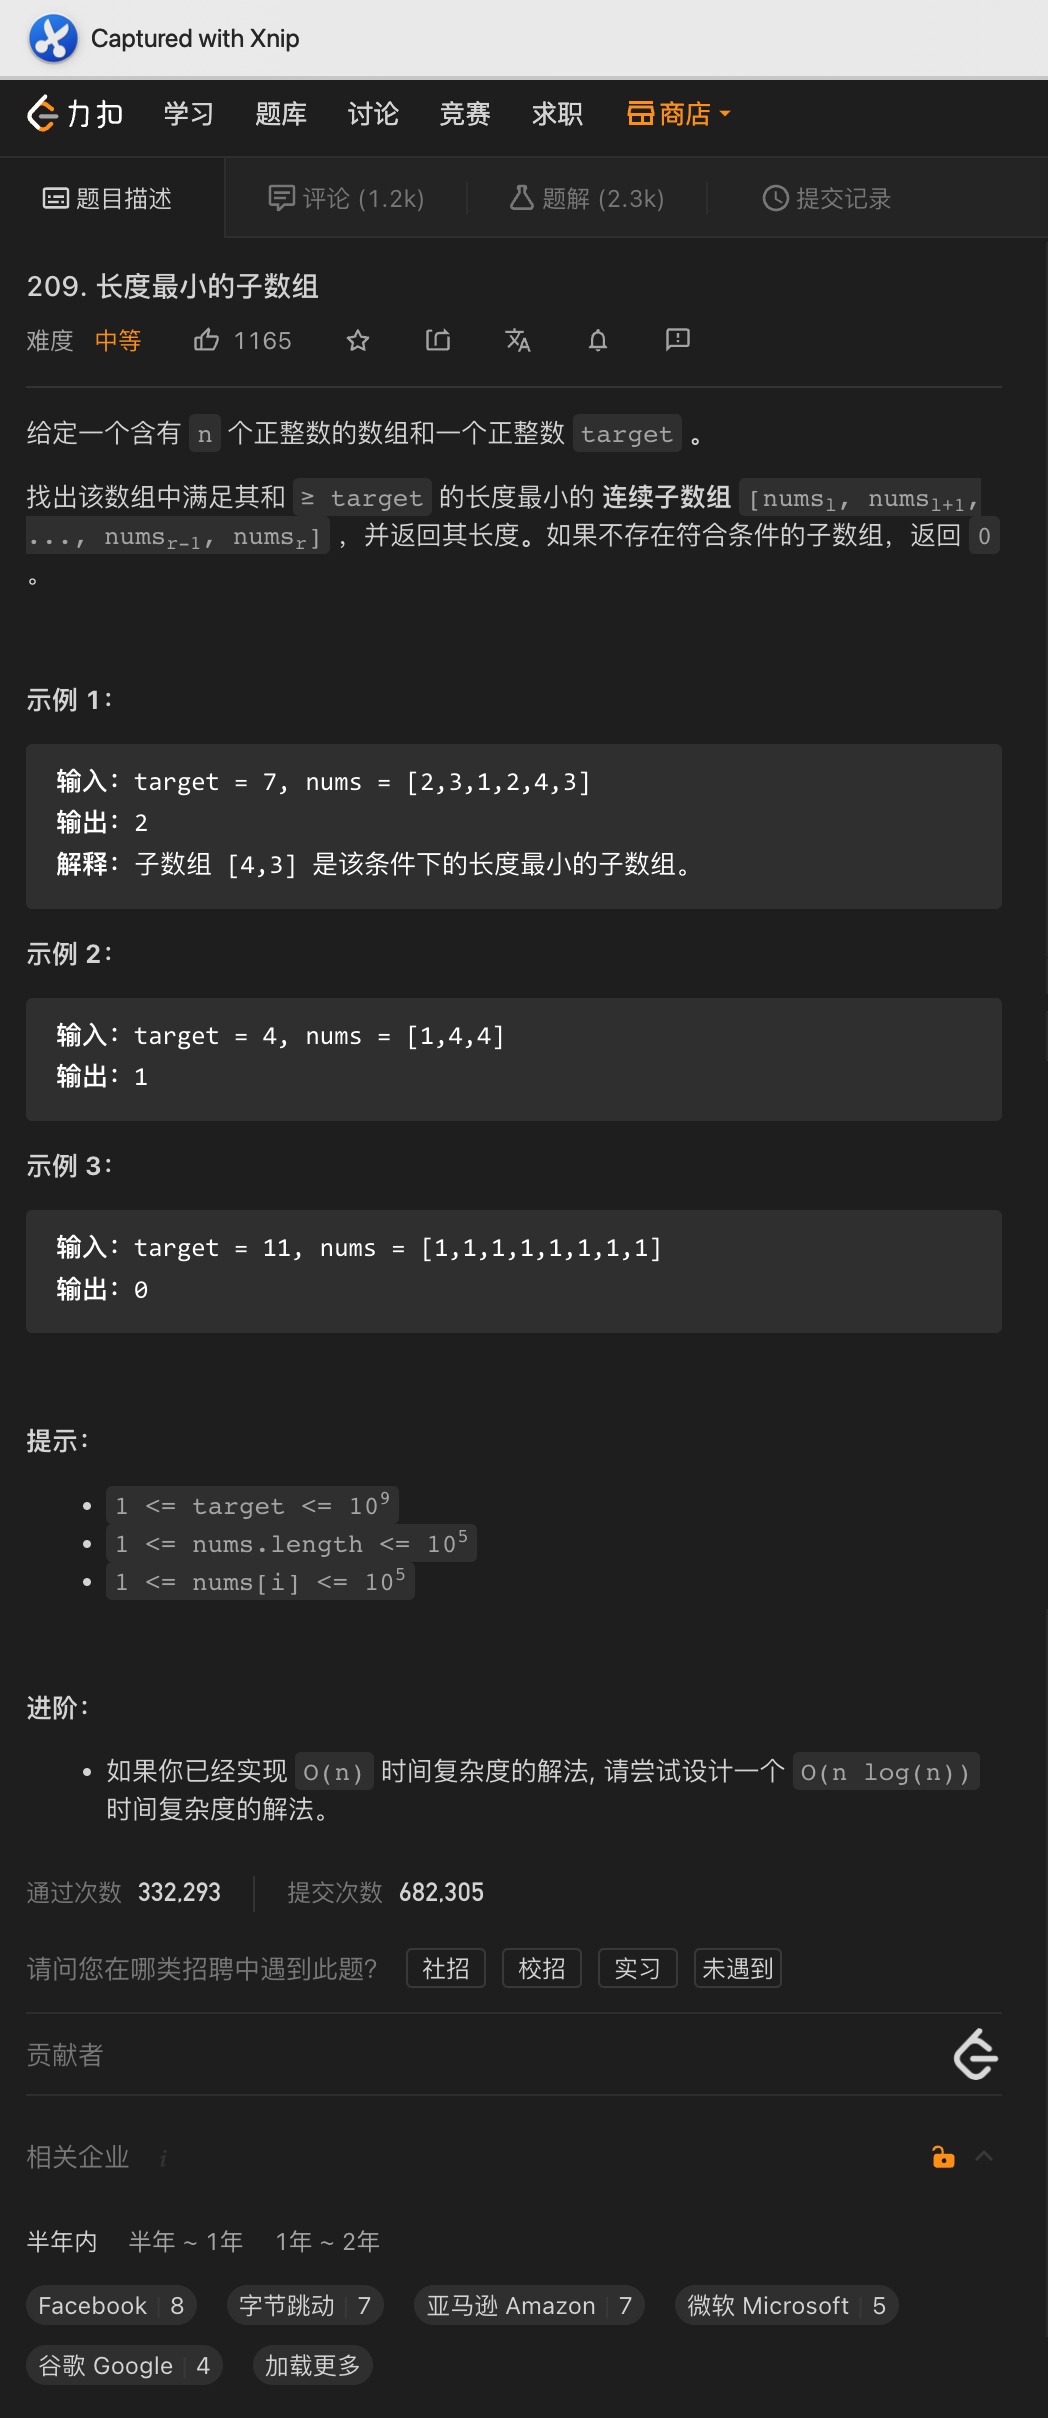 Captured with Xnip
力扣 学习 题库 讨论 竞赛 求职 商店
题目描述 评论 (1.2k) 题解 (2.3k) 提交记录
209. 长度最小的子数组
难度 中等 1165
给定一个含有 n 个正整数的数组和一个正整数 target 。
找出该数组中满足其和 ≥ target 的长度最小的 连续子数组 [numsl, numsl+1,
..., numsr-1, numsr] ，并返回其长度。如果不存在符合条件的子数组，返回 0
。
示例 1：
输入：target = 7, nums = [2,3,1,2,4,3]
输出：2
解释：子数组 [4,3] 是该条件下的长度最小的子数组。
示例 2：
输入：target = 4, nums = [1,4,4]
输出：1
示例 3：
输入：target = 11, nums = [1,1,1,1,1,1,1,1]
输出：0
提示：
1 <= target <= 10⁹
1 <= nums.length <= 10⁵
1 <= nums[i] <= 10⁵
进阶：
如果你已经实现 O(n) 时间复杂度的解法, 请尝试设计一个 O(n log(n))
时间复杂度的解法。
通过次数 332,293 提交次数 682,305
请问您在哪类招聘中遇到此题？ 社招 校招 实习 未遇到
贡献者
相关企业 i
半年内 半年 ~ 1年 1年 ~ 2年
Facebook 8 字节跳动 7 亚马逊 Amazon 7 微软 Microsoft 5
谷歌 Google 4 加载更多